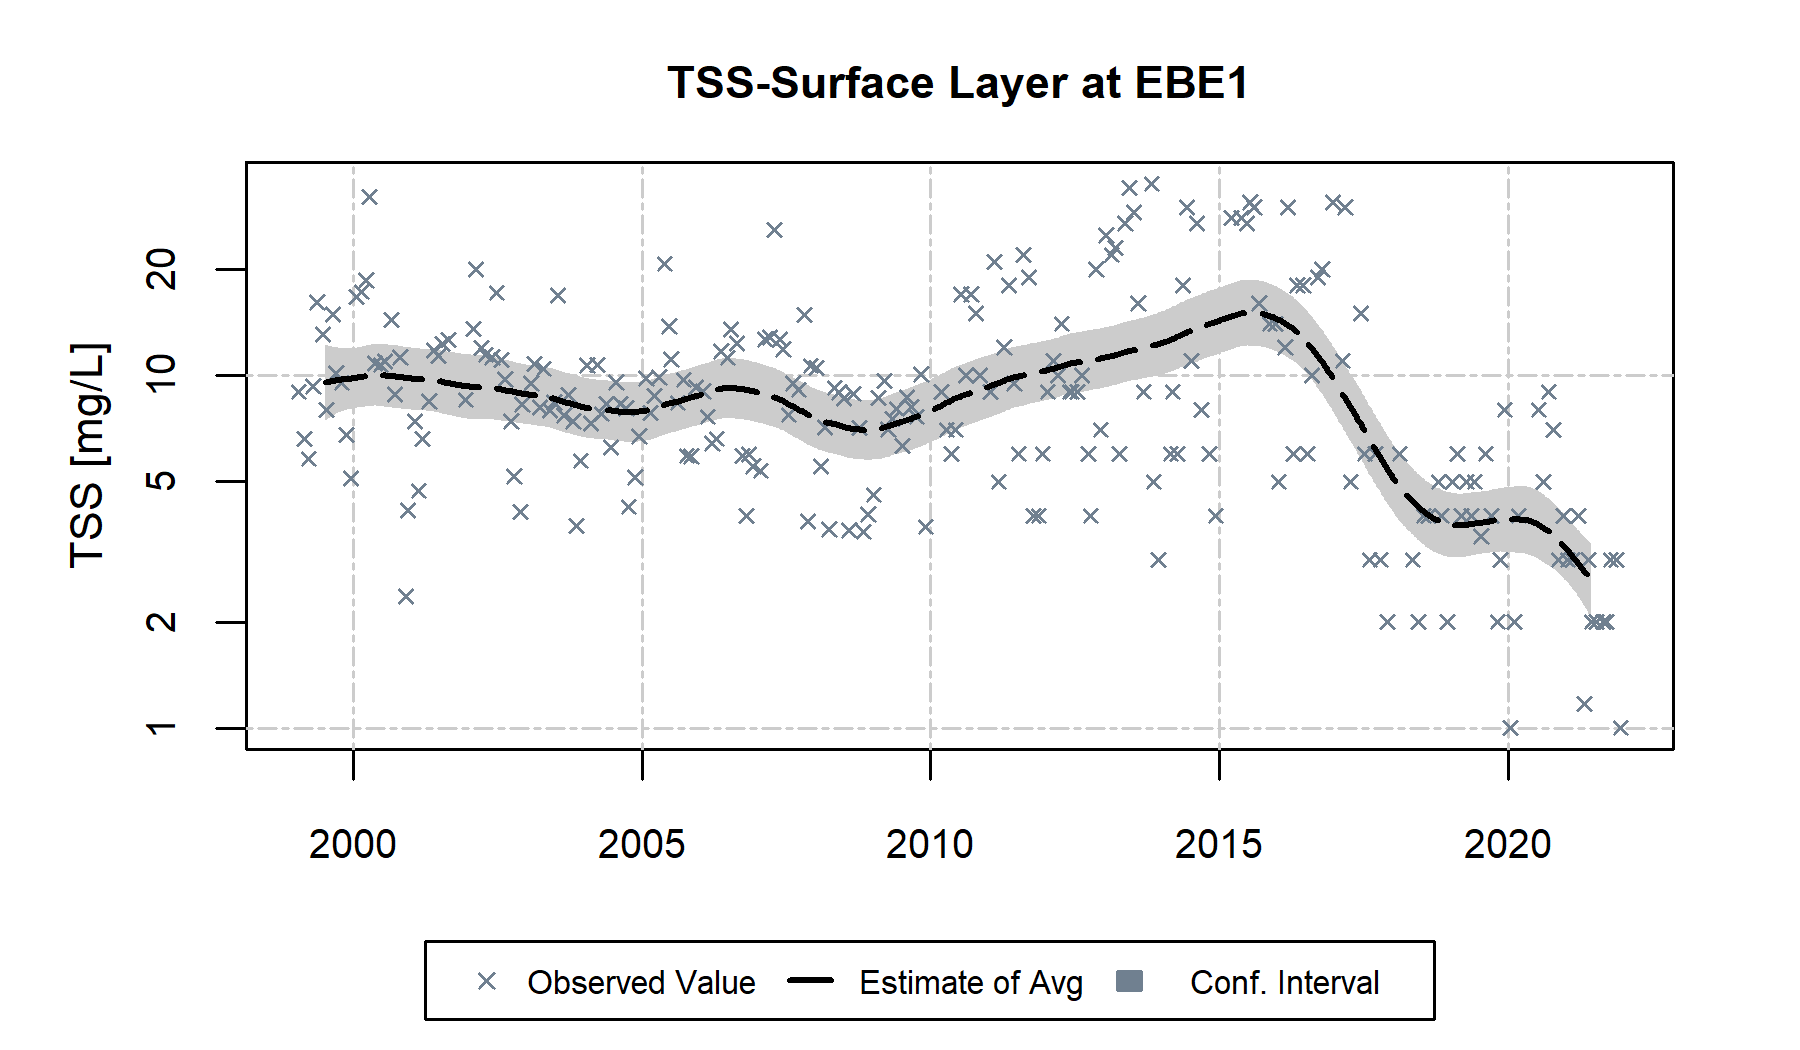 TSS-Surface Layer at EBE1
TSS [mg/L]
20
10
5
2
1
2000 2005 2010 2015 2020
Observed Value Estimate of Avg Conf. Interval